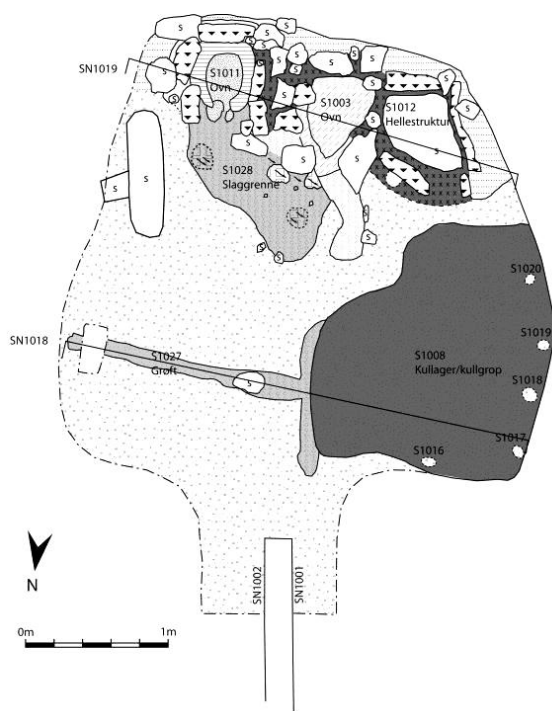 S
S
S
S
S
S
S
SN1019
S
S1011
Ovn
S
S
S
S1003
Ovn
S
S1012
Hellestruktur
S
S
S
S1028
Slaggrenne
S
S
S
S
S
S
S
S
S
S
S1020
SN1018
S1027
Grøft
S
S1008
Kullager/kullgrop
S1019
S1018
S1017
S1016
SN1002
SN1001
N
0m
1m